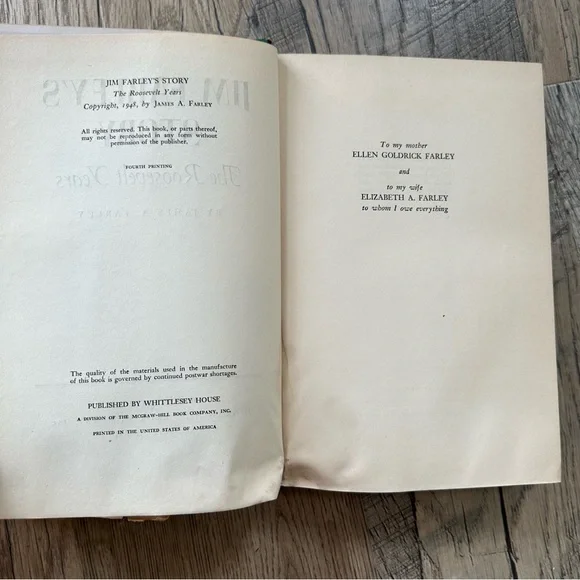 JIM FARLEY'S STORY
The Roosevelt Years
Copyright, 1948, by JAMES A. FARLEY
All rights reserved. This book, or parts thereof,
may not be reproduced in any form without
permission of the publisher.
FOURTH PRINTING
The quality of the materials used in the manufacture
of this book is governed by continued postwar shortages.
PUBLISHED BY WHITTLESEY HOUSE
A DIVISION OF THE MCGRAW-HILL BOOK COMPANY, INC.
PRINTED IN THE UNITED STATES OF AMERICA
To my mother
ELLEN GOLDRICK FARLEY
and
to my wife
ELIZABETH A. FARLEY
to whom I owe everything